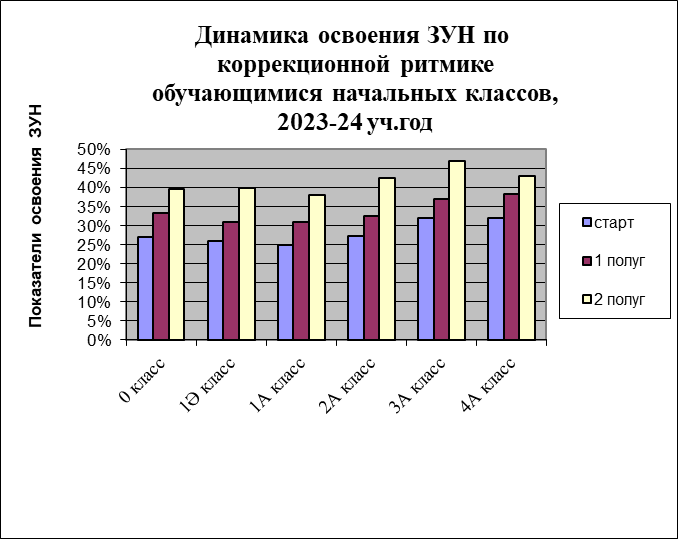 Динамика освоения ЗУН по
коррекционной ритмике
обучающимися начальных классов,
2023-24 уч.год
Показатели освоения ЗУН
50%
45%
40%
35%
30%
25%
20%
15%
10%
5%
0%
0 класс
1Ә класс
1А класс
2А класс
3А класс
4А класс
старт
1 полуг
2 полуг